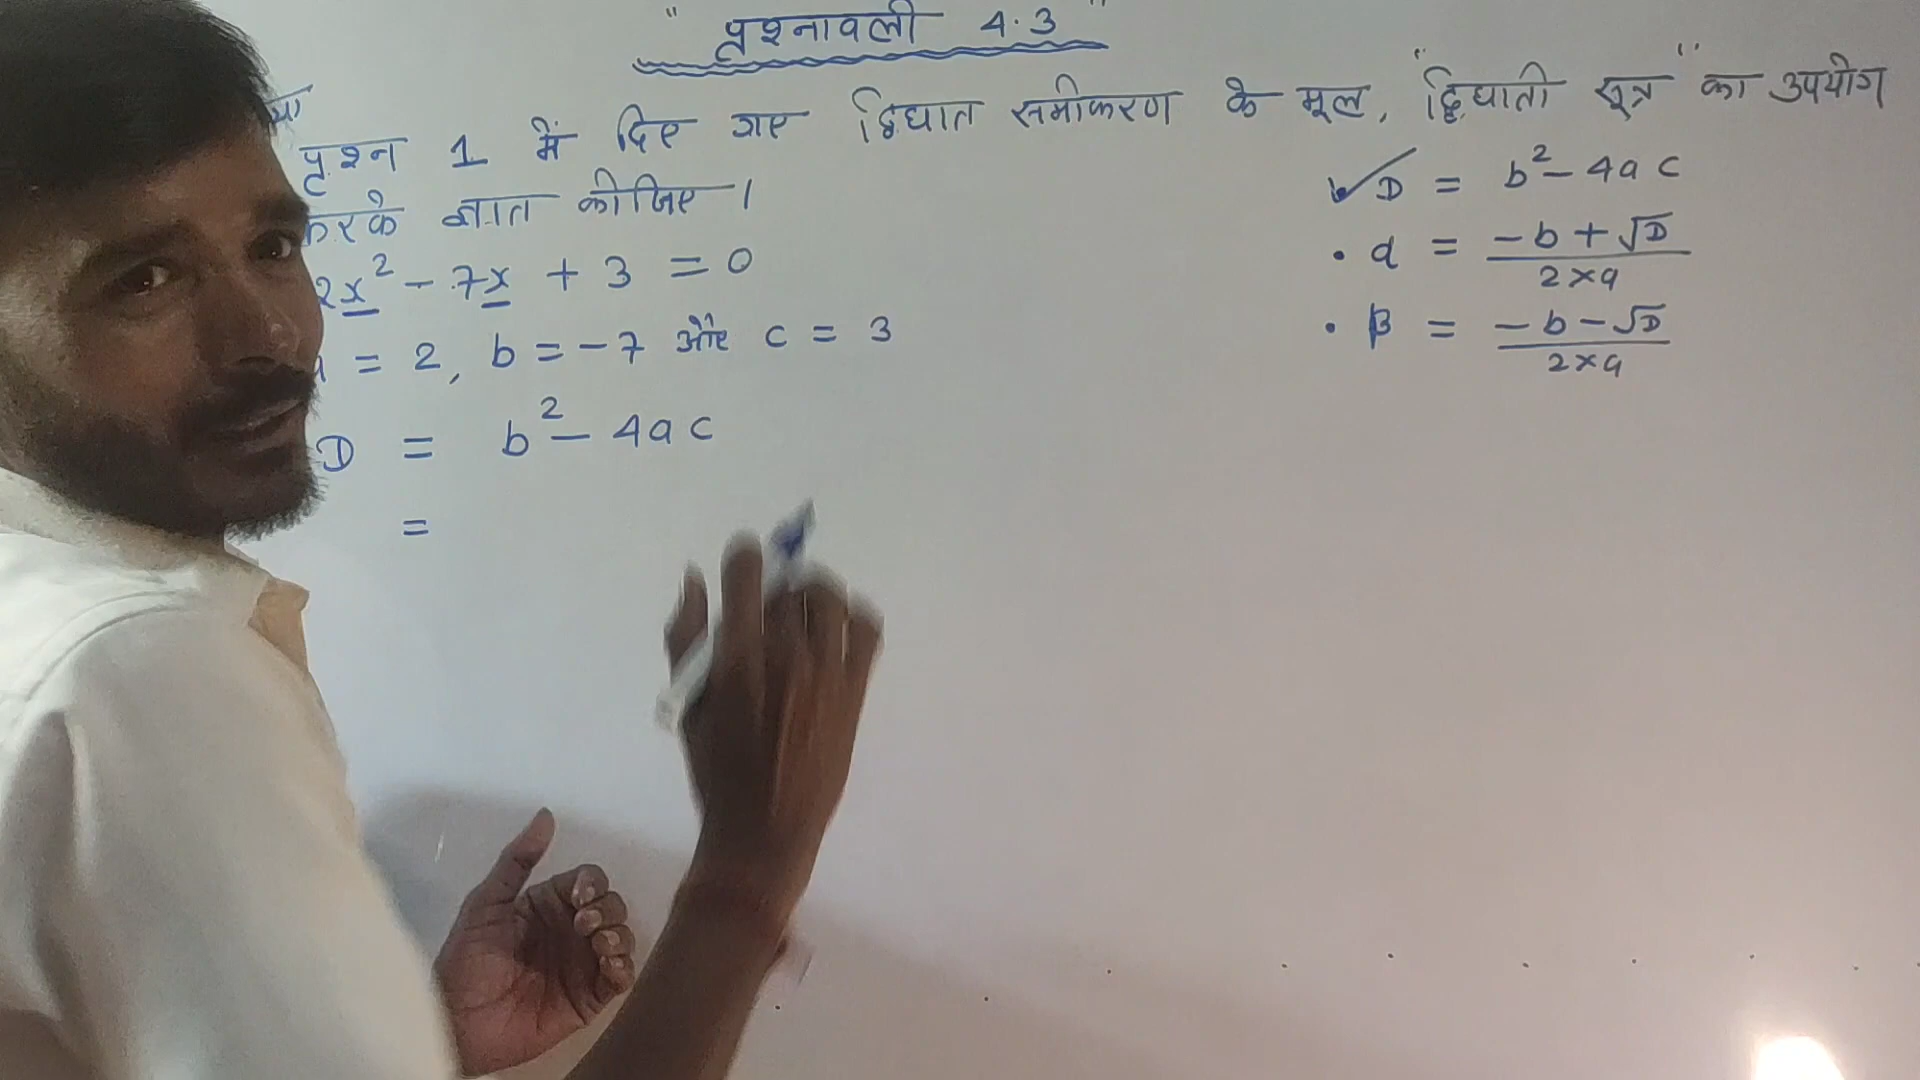 " प्रश्नावली 4.3 "
प्रश्न 1 में दिए गए द्विघात समीकरण के मूल, "द्विघाती सूत्र" का उपयोग
करके ज्ञात कीजिए।
2x² - 7x + 3 = 0
a = 2, b = -7 और c = 3
D = b² - 4ac
=
✓ D = b² - 4ac
• α = (-b + √D) / (2×a)
• β = (-b - √D) / (2×a)